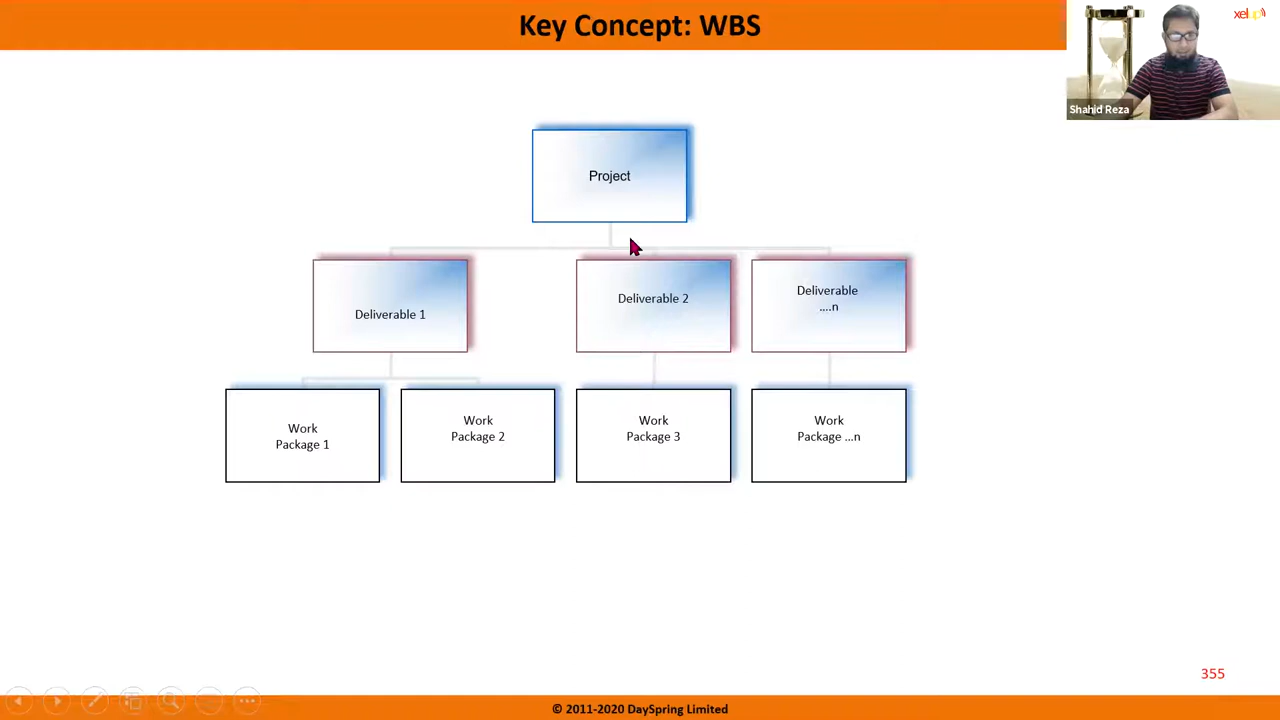 Key Concept: WBS
xelup
Shahid Reza
Project
Deliverable 1
Deliverable 2
Deliverable
....n
Work
Package 1
Work
Package 2
Work
Package 3
Work
Package ...n
355
© 2011-2020 DaySpring Limited